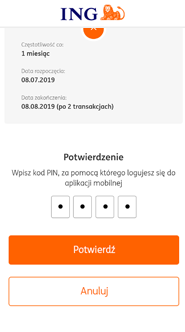 ING
Częstotliwość co:
1 miesiąc
Data rozpoczęcia:
08.07.2019
Data zakończenia:
08.08.2019 (po 2 transakcjach)
Potwierdzenie
Wpisz kod PIN, za pomocą którego logujesz się do
aplikacji mobilnej
Potwierdź
Anuluj